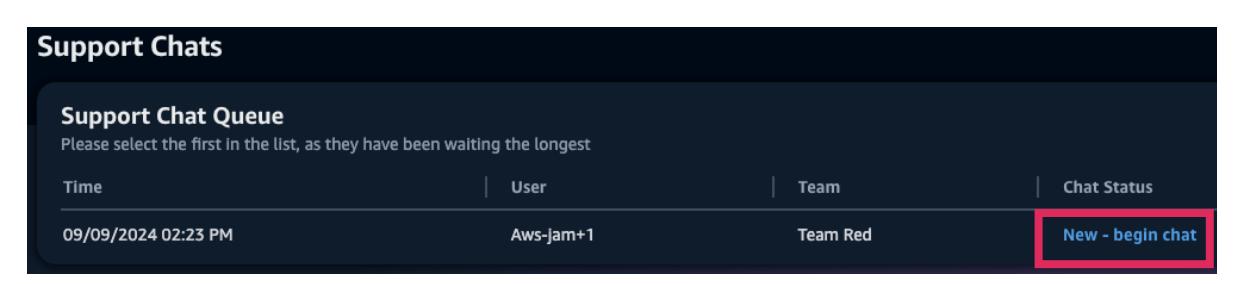 Support Chats
Support Chat Queue
Please select the first in the list, as they have been waiting the longest
Time User Team Chat Status
09/09/2024 02:23 PM Aws-jam+1 Team Red New - begin chat